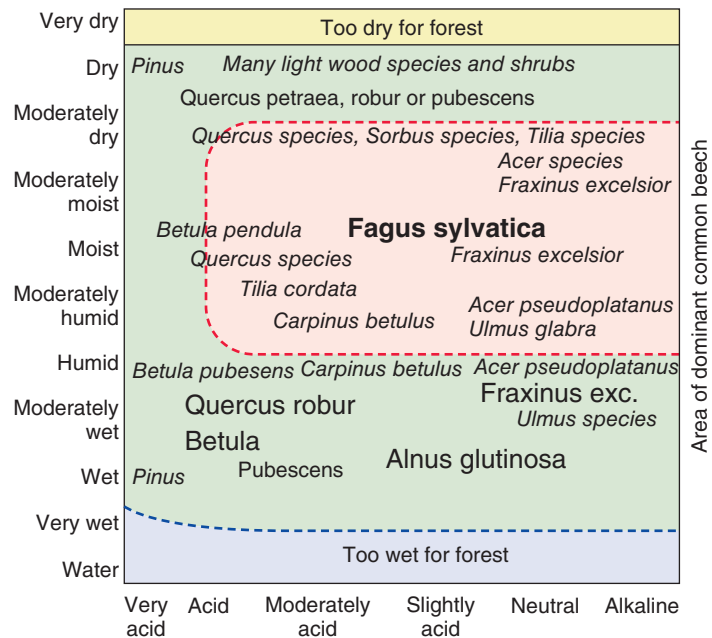 Very dry
Too dry for forest
Dry
Pinus
Many light wood species and shrubs
Quercus petraea, robur or pubescens
Moderately
dry
Quercus species, Sorbus species, Tilia species
Acer species
Fraxinus excelsior
Moderately
moist
Betula pendula
Fagus sylvatica
Moist
Quercus species
Fraxinus excelsior
Tilia cordata
Moderately
humid
Carpinus betulus
Acer pseudoplatanus
Ulmus glabra
Humid
Betula pubesens
Carpinus betulus
Acer pseudoplatanus
Quercus robur
Fraxinus exc.
Moderately
wet
Ulmus species
Betula
Pubescens
Alnus glutinosa
Wet
Pinus
Very wet
Too wet for forest
Water
Very
acid
Acid
Moderately
acid
Slightly
acid
Neutral
Alkaline
Area of dominant common beech